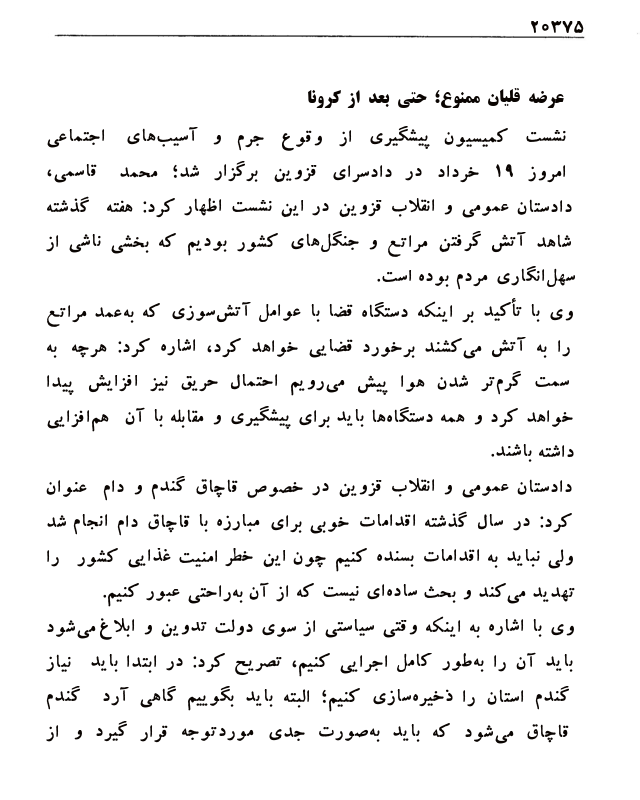 ۲۰۳۷۵
عرضه قلیان ممنوع؛ حتی بعد از کرونا
نشست کمیسیون پیشگیری از وقوع جرم و آسیب‌های اجتماعی
امروز ۱۹ خرداد در دادسرای قزوین برگزار شد؛ محمد قاسمی،
دادستان عمومی و انقلاب قزوین در این نشست اظهار کرد: هفته گذشته
شاهد آتش گرفتن مراتع و جنگل‌های کشور بودیم که بخشی ناشی از
سهل‌انگاری مردم بوده است.
وی با تأکید بر اینکه دستگاه قضا با عوامل آتش‌سوزی که به‌عمد مراتع
را به آتش می‌کشند برخورد قضایی خواهد کرد، اشاره کرد: هرچه به
سمت گرم‌تر شدن هوا پیش می‌رویم احتمال حریق نیز افزایش پیدا
خواهد کرد و همه دستگاه‌ها باید برای پیشگیری و مقابله با آن هم‌افزایی
داشته باشند.
دادستان عمومی و انقلاب قزوین در خصوص قاچاق گندم و دام عنوان
کرد: در سال گذشته اقدامات خوبی برای مبارزه با قاچاق دام انجام شد
ولی نباید به اقدامات بسنده کنیم چون این خطر امنیت غذایی کشور را
تهدید می‌کند و بحث ساده‌ای نیست که از آن به‌راحتی عبور کنیم.
وی با اشاره به اینکه وقتی سیاستی از سوی دولت تدوین و ابلاغ می‌شود
باید آن را به‌طور کامل اجرایی کنیم، تصریح کرد: در ابتدا باید نیاز
گندم استان را ذخیره‌سازی کنیم؛ البته باید بگوییم گاهی آرد گندم
قاچاق می‌شود که باید به‌صورت جدی موردتوجه قرار گیرد و از